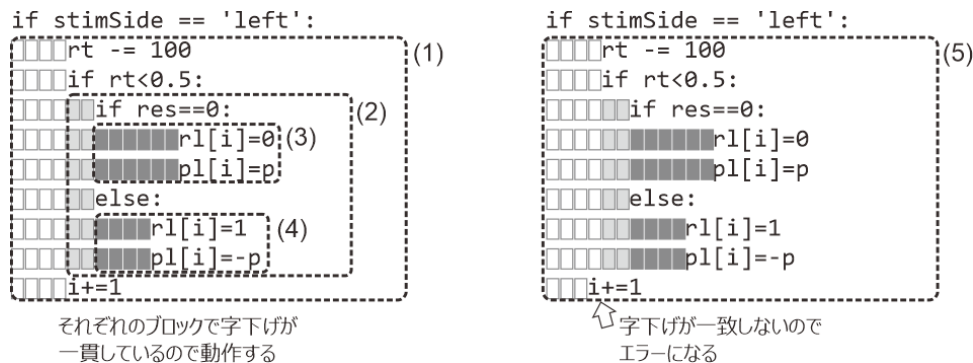 if stimSide == 'left':
rt -= 100
(1)
if rt<0.5:
if res==0:
(2)
rl[i]=0
(3)
pl[i]=p
else:
rl[i]=1
(4)
pl[i]=-p
i+=1
それぞれのブロックで字下げが
一貫しているので動作する
if stimSide == 'left':
rt -= 100
(5)
if rt<0.5:
if res==0:
rl[i]=0
pl[i]=p
else:
rl[i]=1
pl[i]=-p
i+=1
字下げが一致しないので
エラーになる